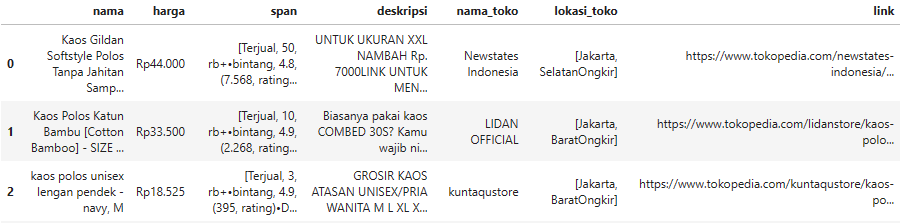 nama harga span deskripsi nama_toko lokasi_toko link
Kaos Gildan
Softstyle Polos
Tanpa Jahitan
Samp...
0
Rp44.000
[Terjual, 50,
rb+•bintang, 4.8,
(7.568, rating...
UNTUK UKURAN XXL
NAMBAH Rp.
7000LINK UNTUK
MEN...
Newstates
Indonesia
[Jakarta,
SelatanOngkir]
https://www.tokopedia.com/newstates-
indonesia/...
1
Kaos Polos Katun
Bambu [Cotton
Bamboo] - SIZE ...
Rp33.500
[Terjual, 10,
rb+•bintang, 4.9,
(2.268, rating...
Biasanya pakai kaos
COMBED 30S? Kamu
wajib ni...
LIDAN
OFFICIAL
[Jakarta,
BaratOngkir]
https://www.tokopedia.com/lidanstore/kaos-
polo...
2
kaos polos unisex
lengan pendek -
navy, M
Rp18.525
[Terjual, 3,
rb+•bintang, 4.9,
(395, rating)•D...
GROSIR KAOS
ATASAN UNISEX/PRIA
WANITA M L XL X...
kuntaqustore
[Jakarta,
BaratOngkir]
https://www.tokopedia.com/kuntaqustore/kaos-
po...